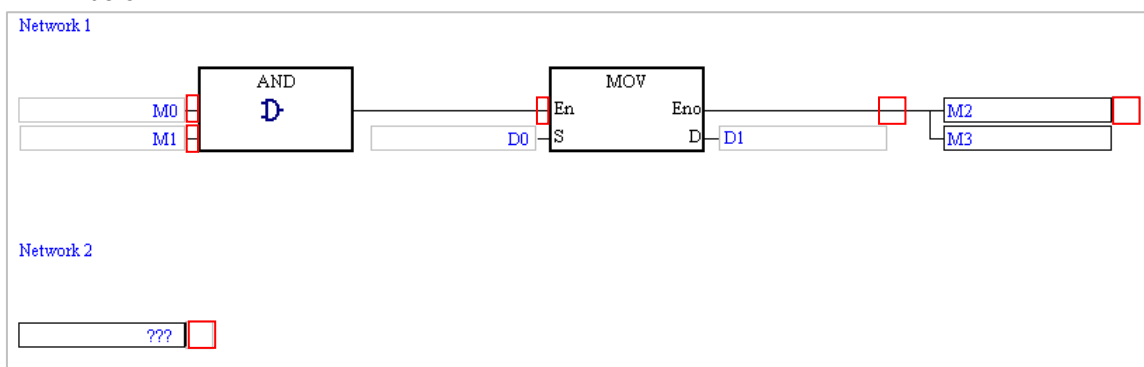 Network 1
AND MOV
M0 En Eno M2
M1 D0 S D D1 M3
Network 2
???